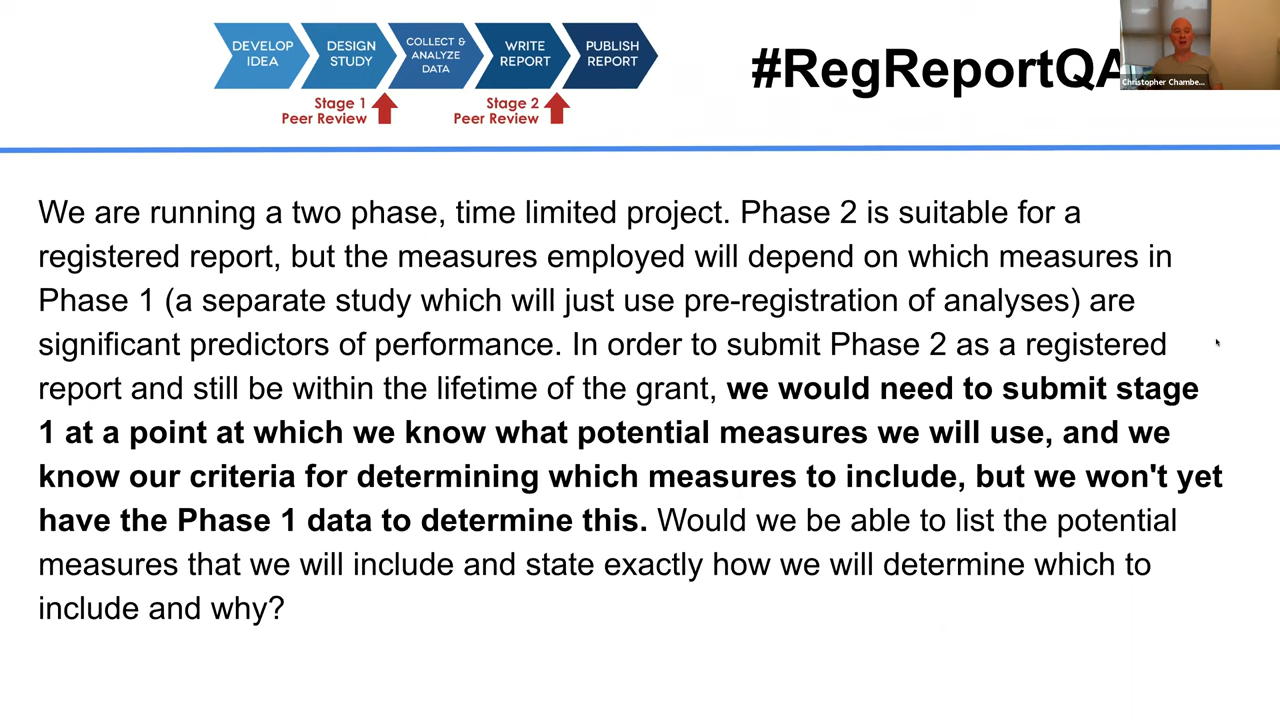 DEVELOP IDEA
DESIGN STUDY
COLLECT & ANALYZE DATA
WRITE REPORT
PUBLISH REPORT
Stage 1 Peer Review
Stage 2 Peer Review
#RegReportQA
Christopher Chambe...
We are running a two phase, time limited project. Phase 2 is suitable for a
registered report, but the measures employed will depend on which measures in
Phase 1 (a separate study which will just use pre-registration of analyses) are
significant predictors of performance. In order to submit Phase 2 as a registered
report and still be within the lifetime of the grant, we would need to submit stage
1 at a point at which we know what potential measures we will use, and we
know our criteria for determining which measures to include, but we won't yet
have the Phase 1 data to determine this. Would we be able to list the potential
measures that we will include and state exactly how we will determine which to
include and why?